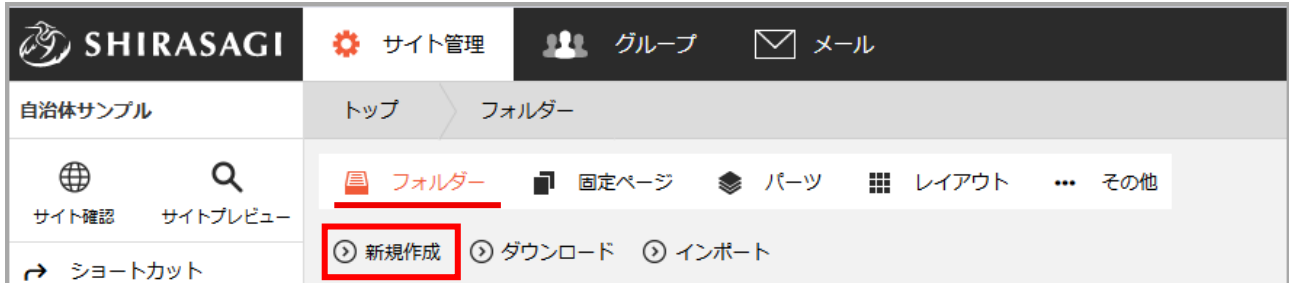 SHIRASAGI サイト管理 グループ メール
自治体サンプル トップ フォルダー
フォルダー 固定ページ パーツ レイアウト その他
サイト確認 サイトプレビュー
新規作成 ダウンロード インポート
ショートカット